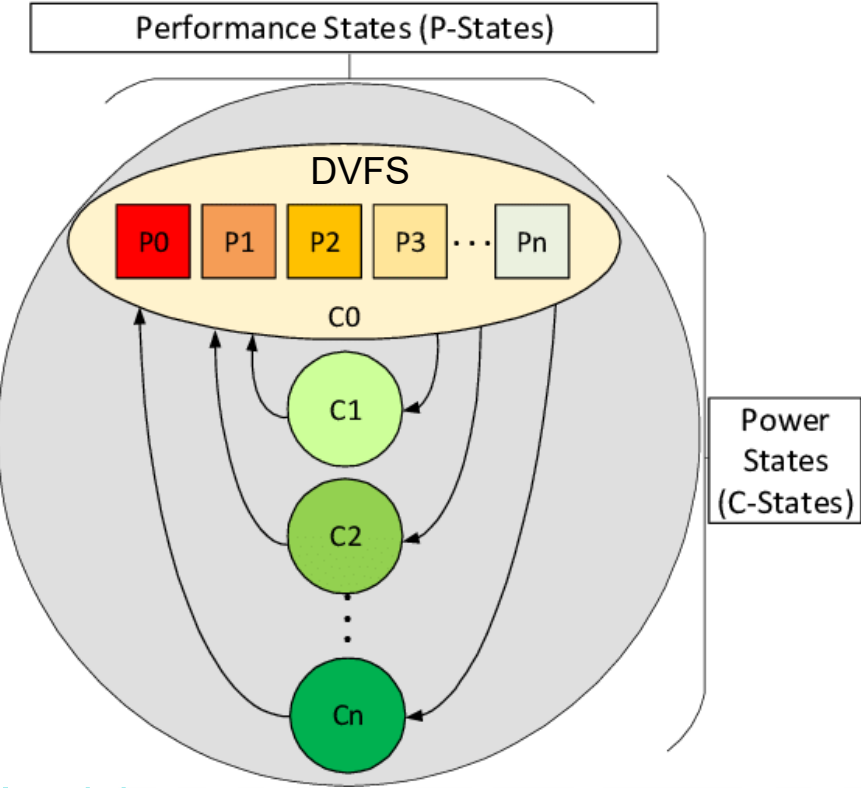 Performance States (P-States)
DVFS
P0 P1 P2 P3 ... Pn
C0
C1
C2
Cn
Power
States
(C-States)